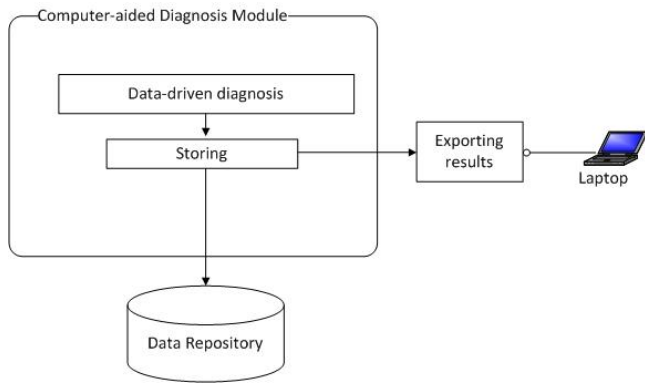 Computer-aided Diagnosis Module
Data-driven diagnosis
Storing
Exporting
results
Laptop
Data Repository